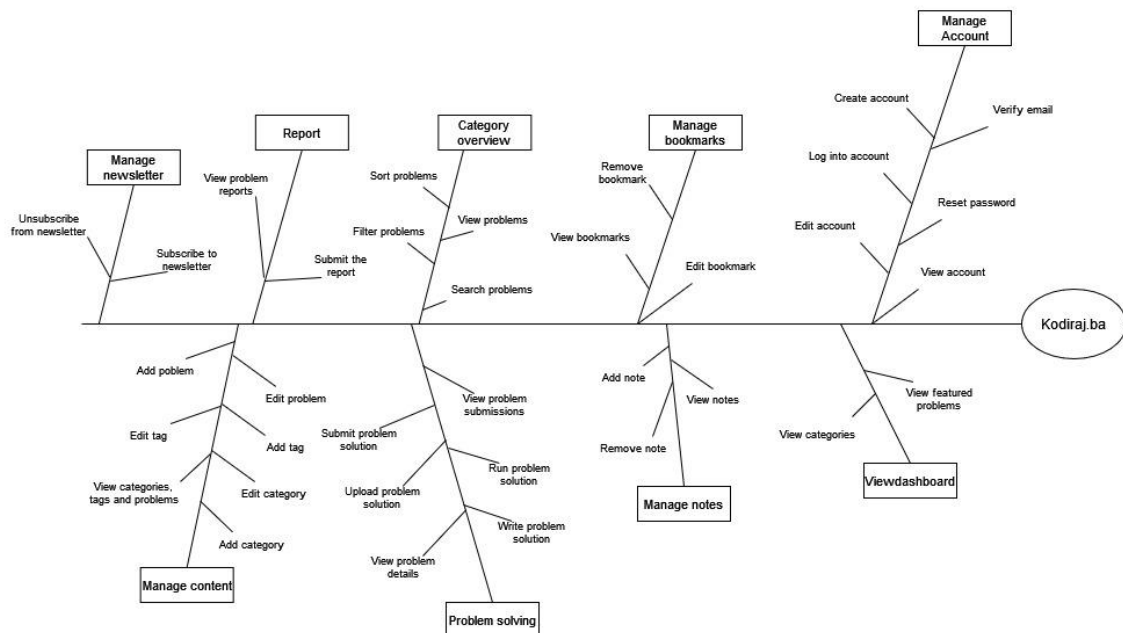 Manage
Account
Create account
Verify email
Log into account
Reset password
Edit account
View account
Manage
bookmarks
Remove
bookmark
View bookmarks
Edit bookmark
Category
overview
Sort problems
View problems
Filter problems
Search problems
Report
View problem
reports
Submit the
report
Manage
newsletter
Unsubscribe
from newsletter
Subscribe to
newsletter
Kodiraj.ba
Add poblem
Edit problem
Edit tag
Add tag
View categories,
tags and problems
Edit category
Add category
Manage content
View problem
submissions
Submit problem
solution
Run problem
solution
Upload problem
solution
Write problem
solution
View problem
details
Problem solving
Add note
View notes
Remove note
Manage notes
View featured
problems
View categories
Viewdashboard